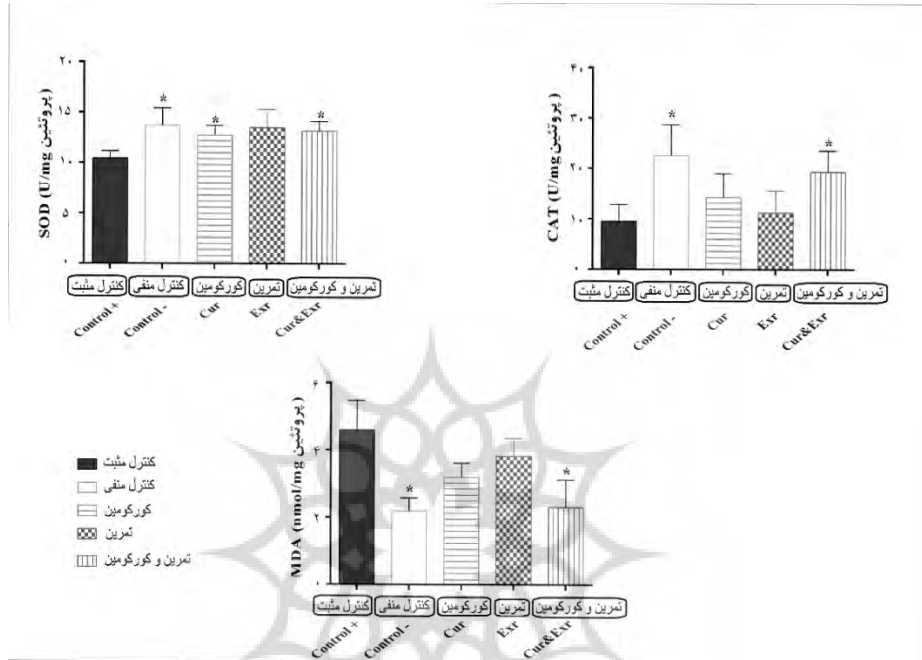 SOD (U/mg پروتئین)
۲۰
۱۵
۱۰
۵
۰
* * *
کنترل مثبت کنترل منفی کورکومین تمرین تمرین و کورکومین
Control + Control - Cur Exr Cur&Exr
CAT (U/mg پروتئین)
۴۰
۳۰
۲۰
۱۰
۰
* *
کنترل مثبت کنترل منفی کورکومین تمرین تمرین و کورکومین
Control + Control - Cur Exr Cur&Exr
MDA (nmol/mg پروتئین)
۶
۴
۲
۰
* *
کنترل مثبت کنترل منفی کورکومین تمرین تمرین و کورکومین
Control + Control - Cur Exr Cur&Exr
کنترل مثبت
کنترل منفی
کورکومین
تمرین
تمرین و کورکومین